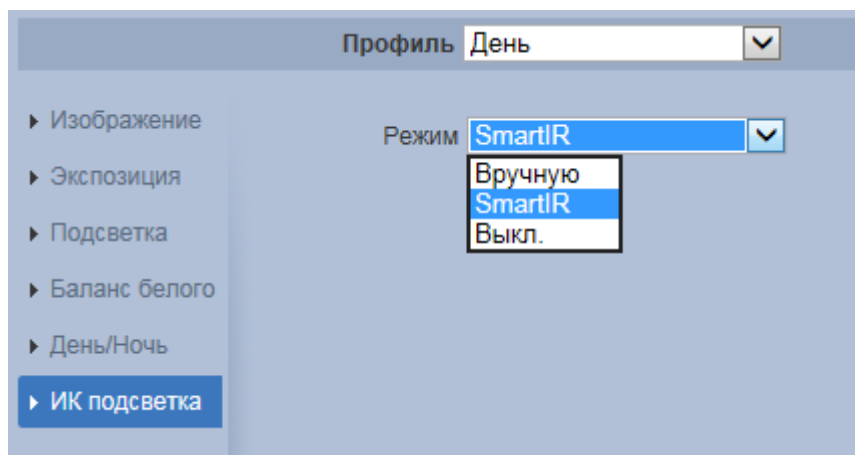 Профиль День
Изображение
Режим SmartIR
Вручную
Экспозиция
SmartIR
Подсветка
Выкл.
Баланс белого
День/Ночь
ИК подсветка